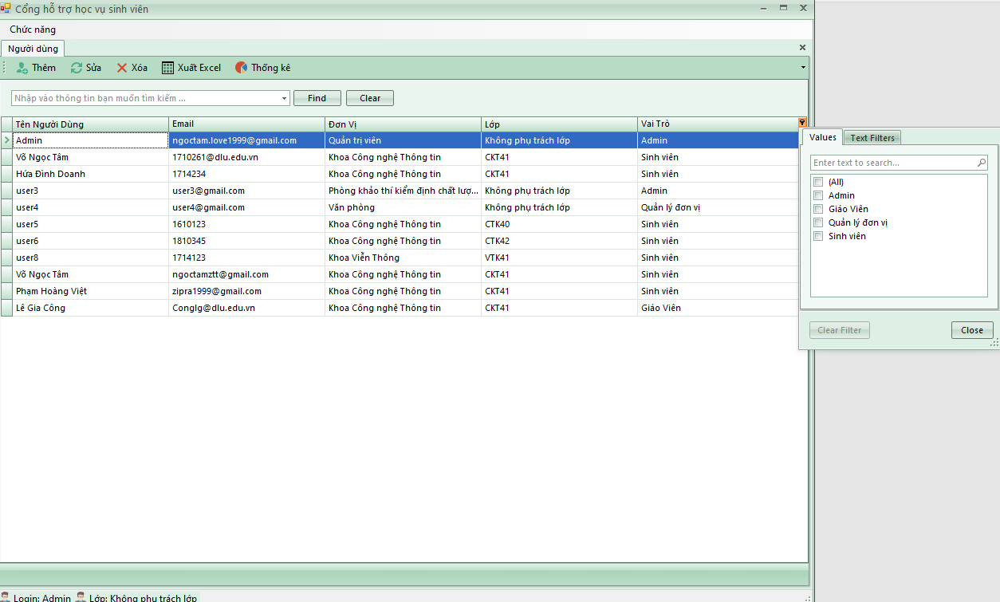 Cổng hỗ trợ học vụ sinh viên
Chức năng
Người dùng
Thêm Sửa Xóa Xuất Excel Thống kê
Nhập vào thông tin bạn muốn tìm kiếm ... Find Clear
Tên Người Dùng Email Đơn Vị Lớp Vai Trò
Admin ngoctam.love1999@gmail.com Quản trị viên Không phụ trách lớp Admin
Võ Ngọc Tâm 1710261@dlu.edu.vn Khoa Công nghệ Thông tin CKT41 Sinh viên
Hứa Đình Doanh 1714234 Khoa Công nghệ Thông tin CKT41 Sinh viên
user3 user3@gmail.com Phòng khảo thí kiểm định chất lượ... Không phụ trách lớp Admin
user4 user4@gmail.com Văn phòng Không phụ trách lớp Quản lý đơn vị
user5 1610123 Khoa Công nghệ Thông tin CTK40 Sinh viên
user6 1810345 Khoa Công nghệ Thông tin CTK42 Sinh viên
user8 1714123 Khoa Viễn Thông VTK41 Sinh viên
Võ Ngọc Tâm ngoctamztt@gmail.com Khoa Công nghệ Thông tin CKT41 Sinh viên
Phạm Hoàng Việt zipra1999@gmail.com Khoa Công nghệ Thông tin CKT41 Sinh viên
Lê Gia Công Conglg@dlu.edu.vn Khoa Công nghệ Thông tin CKT41 Giáo Viên
Values Text Filters
Enter text to search...
(All)
Admin
Giáo Viên
Quản lý đơn vị
Sinh viên
Clear Filter Close
Login: Admin Lớp: Không phụ trách lớp